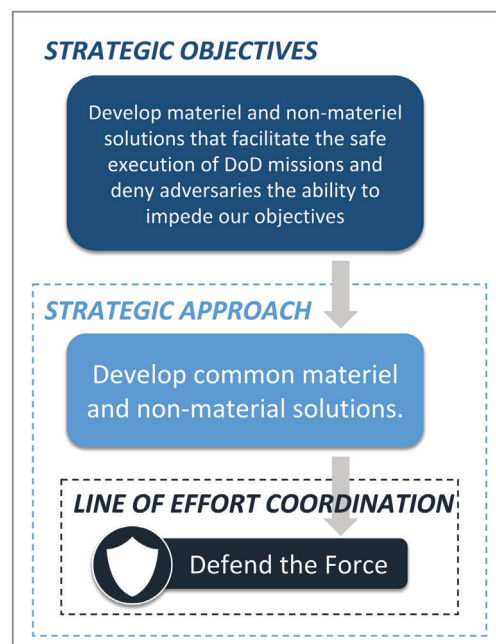 STRATEGIC OBJECTIVES
Develop materiel and non-materiel
solutions that facilitate the safe
execution of DoD missions and
deny adversaries the ability to
impede our objectives
STRATEGIC APPROACH
Develop common materiel
and non-material solutions.
LINE OF EFFORT COORDINATION
Defend the Force